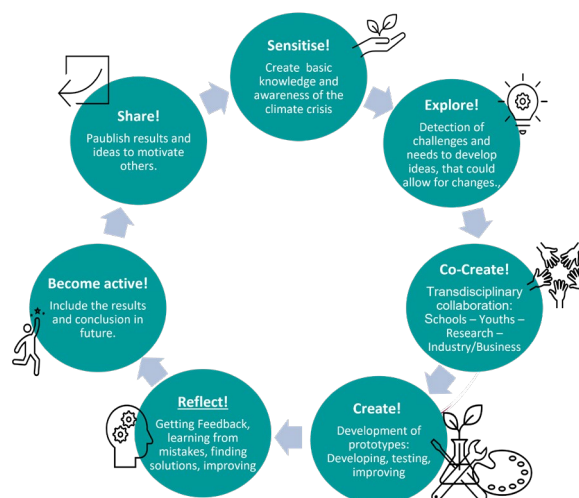 Sensitise!
Create basic
knowledge and
awareness of the
climate crisis
Explore!
Detection of
challenges and
needs to develop
ideas, that could
allow for changes.,
Co-Create!
Transdisciplinary
collaboration:
Schools – Youths –
Research –
Industry/Business
Create!
Development of
prototypes:
Developing, testing,
improving
Reflect!
Getting Feedback,
learning from
mistakes, finding
solutions, improving
Become active!
Include the results
and conclusion in
future.
Share!
Paublish results and
ideas to motivate
others.